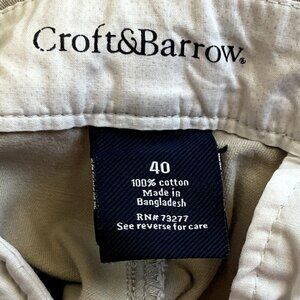 Croft&Barrow.
40
100% cotton
Made in
Bangladesh
RN# 73277
See reverse for care